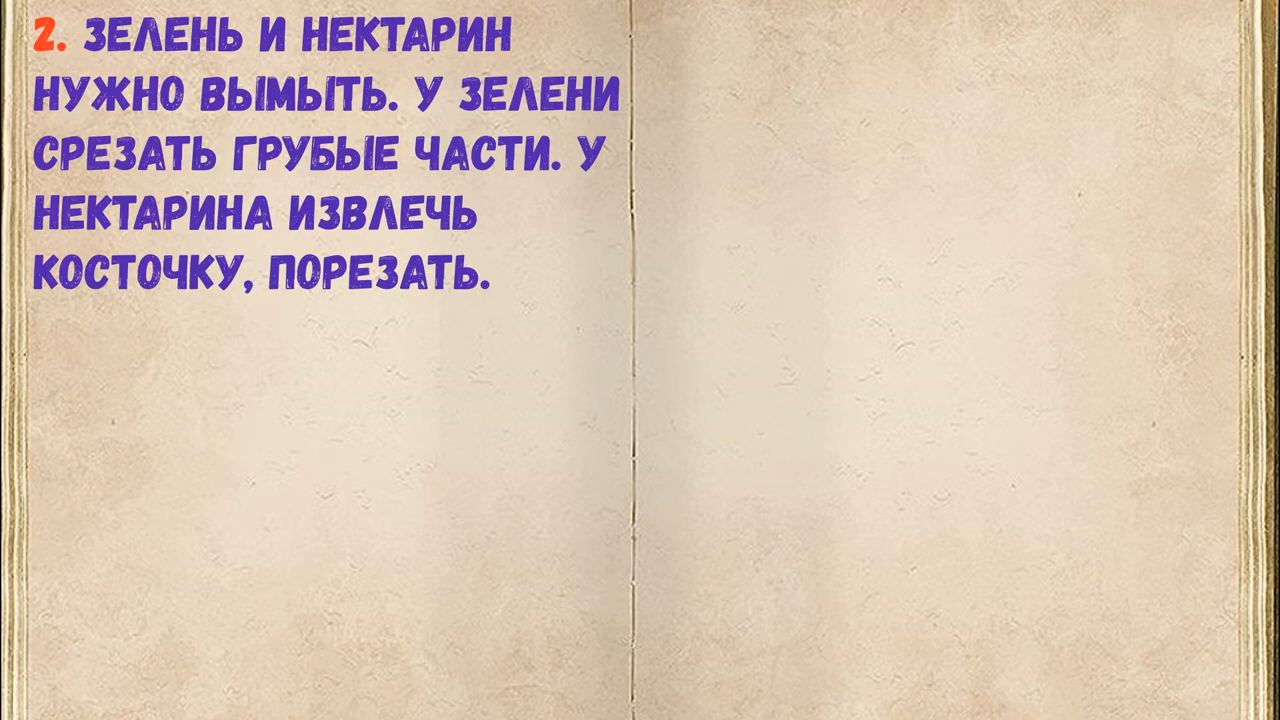 2. ЗЕЛЕНЬ И НЕКТАРИН
НУЖНО ВЫМЫТЬ. У ЗЕЛЕНИ
СРЕЗАТЬ ГРУБЫЕ ЧАСТИ. У
НЕКТАРИНА ИЗВЛЕЧЬ
КОСТОЧКУ, ПОРЕЗАТЬ.